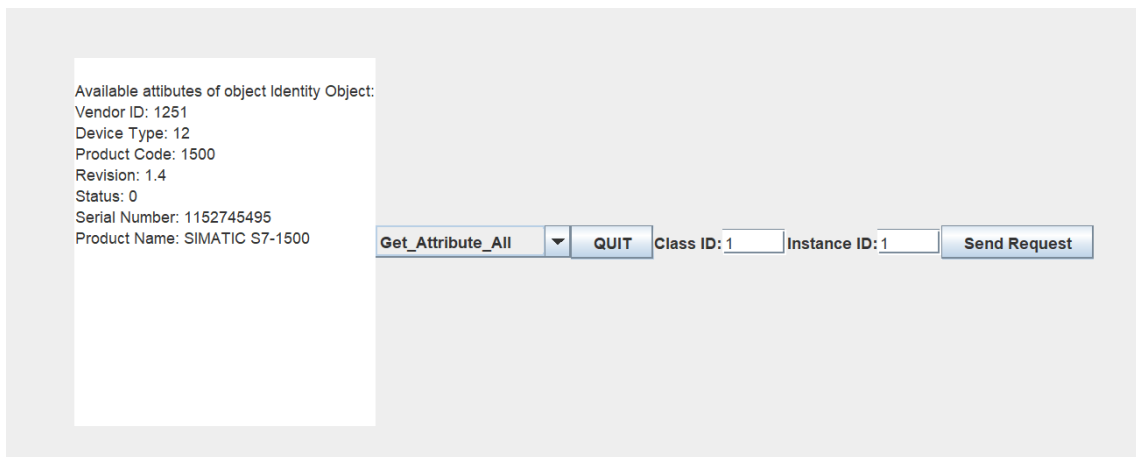 Available attibutes of object Identity Object:
Vendor ID: 1251
Device Type: 12
Product Code: 1500
Revision: 1.4
Status: 0
Serial Number: 1152745495
Product Name: SIMATIC S7-1500
Get_Attribute_All QUIT Class ID: 1 Instance ID: 1 Send Request